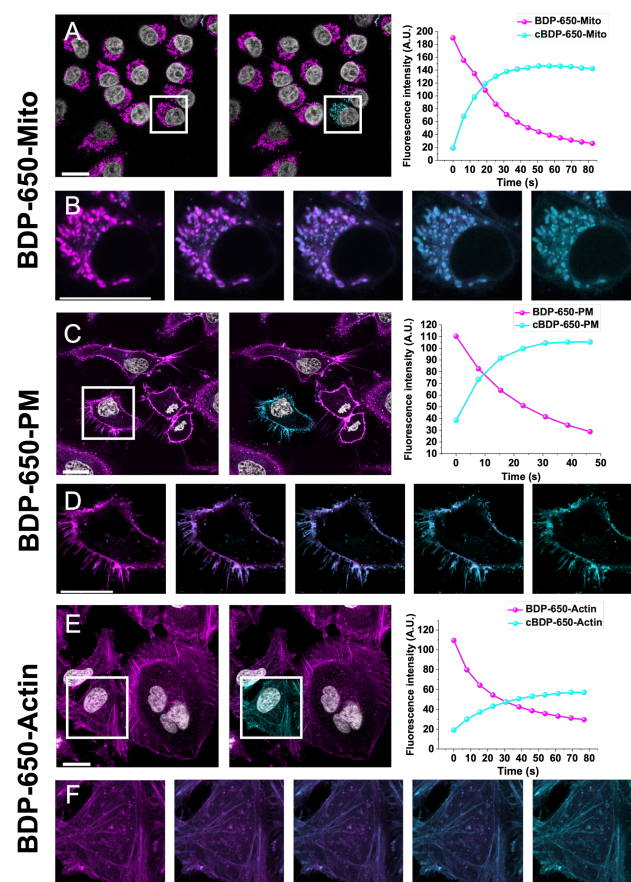 BDP-650-Mito
A
BDP-650-Mito
cBDP-650-Mito
Fluorescence intensity (A.U.)
200
180
160
140
120
100
80
60
40
20
0
0 10 20 30 40 50 60 70 80
Time (s)
B
BDP-650-PM
C
BDP-650-PM
cBDP-650-PM
Fluorescence intensity (A.U.)
120
110
100
90
80
70
60
50
40
30
20
10
0 10 20 30 40 50
Time (s)
D
BDP-650-Actin
E
BDP-650-Actin
cBDP-650-Actin
Fluorescence intensity (A.U.)
120
100
80
60
40
20
0
0 10 20 30 40 50 60 70 80
Time (s)
F